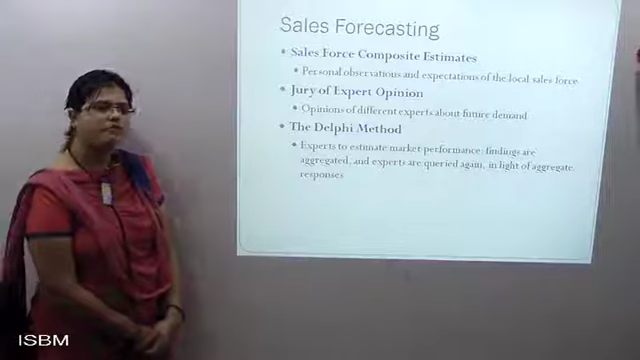 Sales Forecasting
• Sales Force Composite Estimates
• Personal observations and expectations of the local sales force
• Jury of Expert Opinion
• Opinions of different experts about future demand
• The Delphi Method
• Experts to estimate market performance; findings are
aggregated, and experts are queried again, in light of aggregate
responses
ISBM